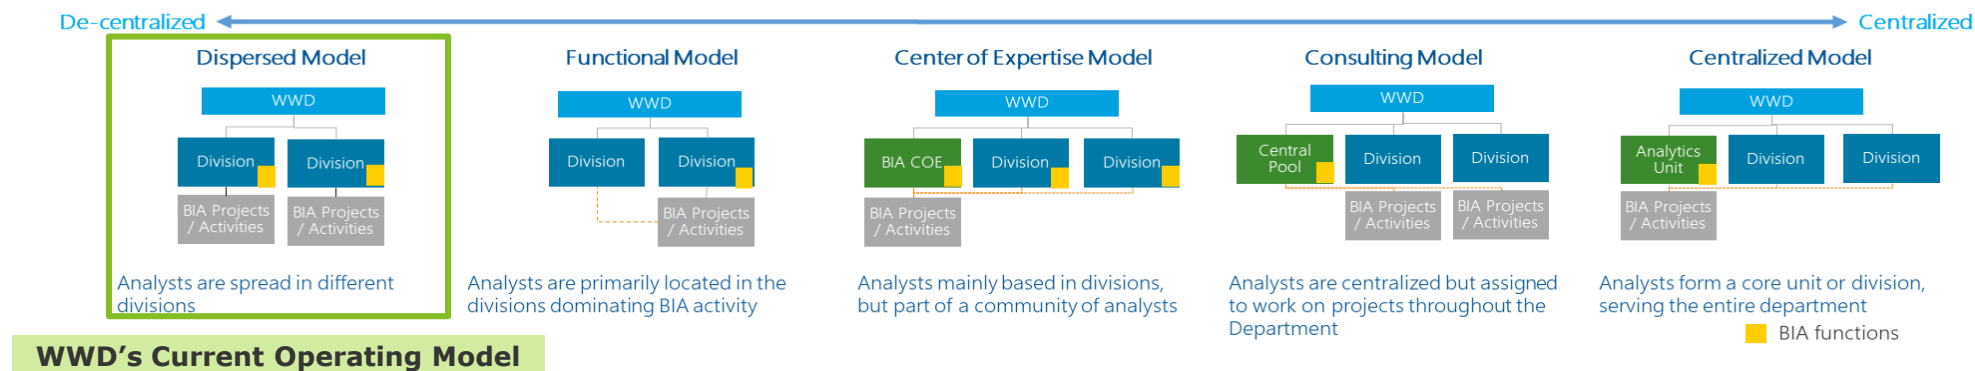 De-centralized
Centralized
Dispersed Model
WWD
Division
Division
BIA Projects
/ Activities
BIA Projects
/ Activities
Analysts are spread in different
divisions
Functional Model
WWD
Division
Division
BIA Projects
/ Activities
Analysts are primarily located in the
divisions dominating BIA activity
Center of Expertise Model
WWD
BIA COE
Division
Division
BIA Projects
/ Activities
Analysts mainly based in divisions,
but part of a community of analysts
Consulting Model
WWD
Central
Pool
Division
Division
BIA Projects
/ Activities
BIA Projects
/ Activities
Analysts are centralized but assigned
to work on projects throughout the
Department
Centralized Model
WWD
Analytics
Unit
Division
Division
BIA Projects
/ Activities
Analysts form a core unit or division,
serving the entire department
BIA functions
WWD's Current Operating Model